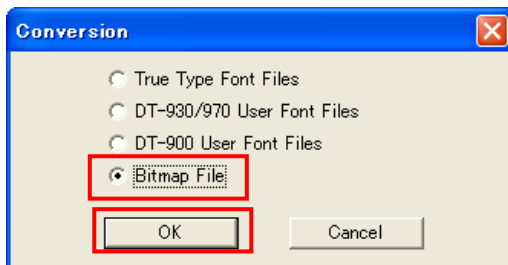 Conversion
True Type Font Files
DT-930/970 User Font Files
DT-900 User Font Files
Bitmap File
OK Cancel